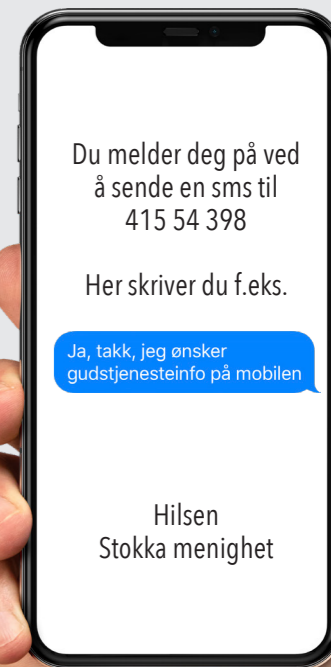 Du melder deg på ved
å sende en sms til
415 54 398
Her skriver du f.eks.
Ja, takk, jeg ønsker
gudstjenesteinfo på mobilen
Hilsen
Stokka menighet